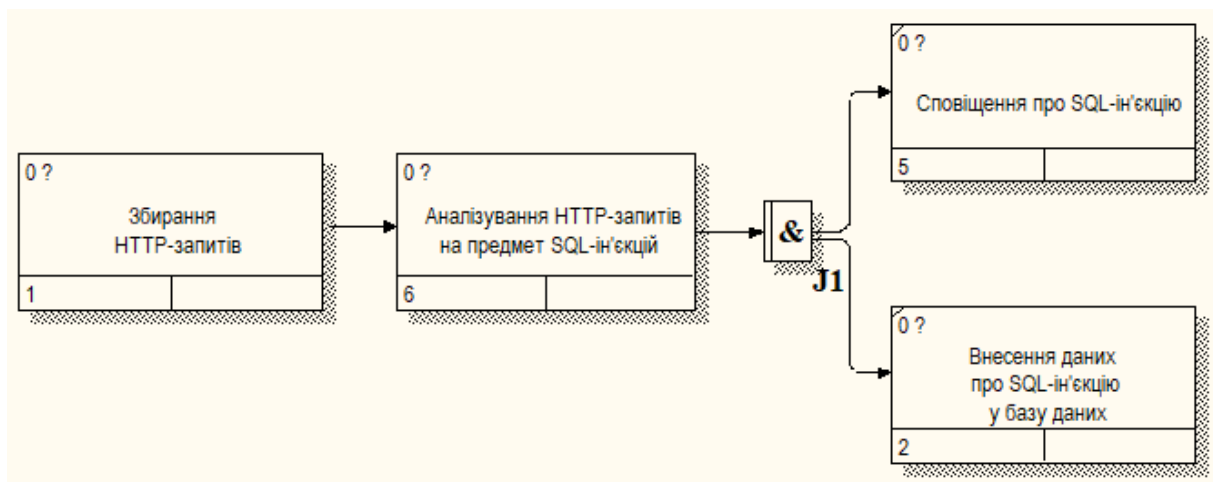 0 ?
Збирання
HTTP-запитів
1
0 ?
Аналізування HTTP-запитів
на предмет SQL-ін'єкцій
6
&
J1
0 ?
Сповіщення про SQL-ін'єкцію
5
0 ?
Внесення даних
про SQL-ін'єкцію
у базу даних
2